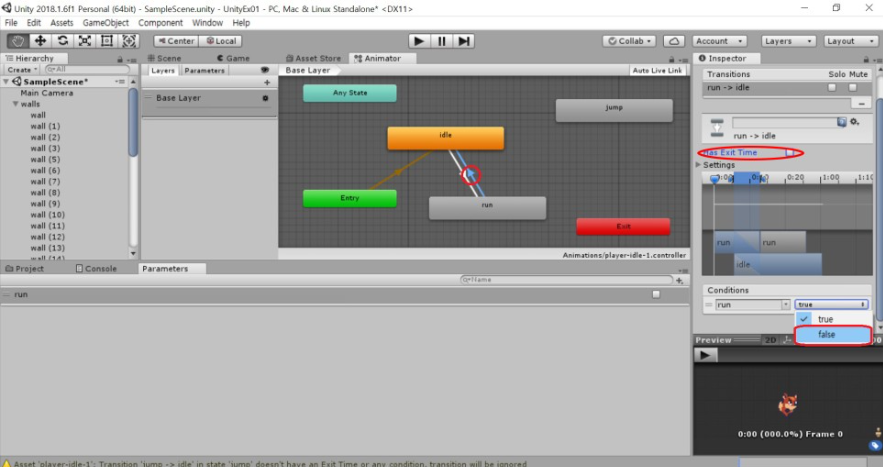 Unity 2018.1.6f1 Personal (64bit) - SampleScene.unity - UnityEx01 - PC, Mac & Linux Standalone* <DX11>
File Edit Assets GameObject Component Window Help
Center Local Collab Account Layers Layout
Hierarchy
Create All
SampleScene*
Main Camera
walls
wall
wall (1)
wall (2)
wall (3)
wall (5)
wall (6)
wall (7)
wall (8)
wall (9)
wall (10)
wall (11)
wall (12)
wall (13)
wall (14)
Scene Game Asset Store Animator
Layers Parameters
Base Layer
Auto Live Link
Base Layer
Any State
jump
idle
Entry
run
Exit
Animations/player-idle-1.controller
Inspector
Transitions Solo Mute
run -> idle
run -> idle
Has Exit Time
Settings
0:00 0:10 0:20 1:00 1:10
run run
idle
Conditions
run true
true
false
Preview 2D
0:00 (000.0%) Frame 0
Project Console Parameters
Name
run
Asset 'player-idle-1': Transition 'jump -> idle' in state 'jump' doesn't have an Exit Time or any condition, transition will be ignored